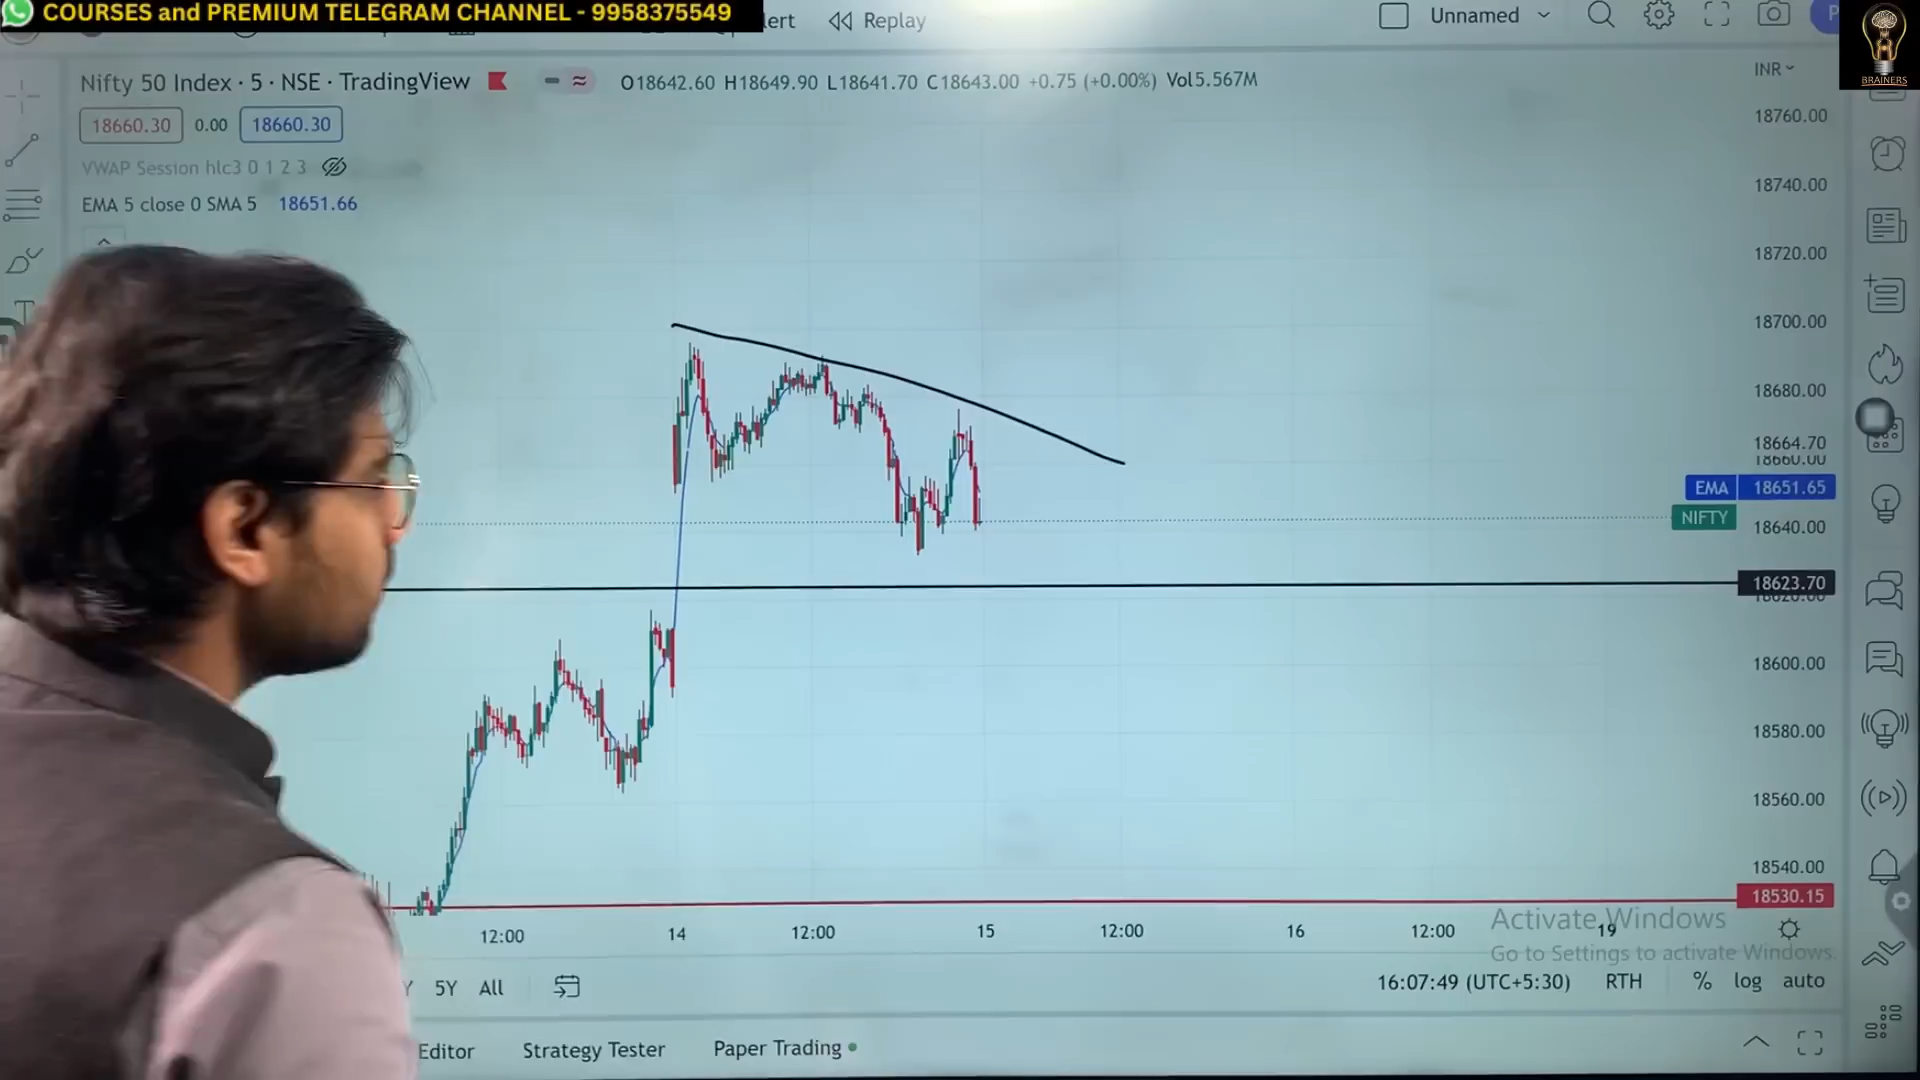 COURSES and PREMIUM TELEGRAM CHANNEL - 9958375549
lert Replay Unnamed P
BRAINERS
Nifty 50 Index · 5 · NSE · TradingView O18642.60 H18649.90 L18641.70 C18643.00 +0.75 (+0.00%) Vol5.567M INR
18660.30 0.00 18660.30
VWAP Session hlc3 0 1 2 3
EMA 5 close 0 SMA 5 18651.66
18760.00
18740.00
18720.00
18700.00
18680.00
18664.70
18660.00
EMA 18651.65
NIFTY
18640.00
18623.70
18620.00
18600.00
18580.00
18560.00
18540.00
18530.15
12:00 14 12:00 15 12:00 16 12:00 19
Activate Windows
Go to Settings to activate Windows.
Y 5Y All 16:07:49 (UTC+5:30) RTH % log auto
Editor Strategy Tester Paper Trading